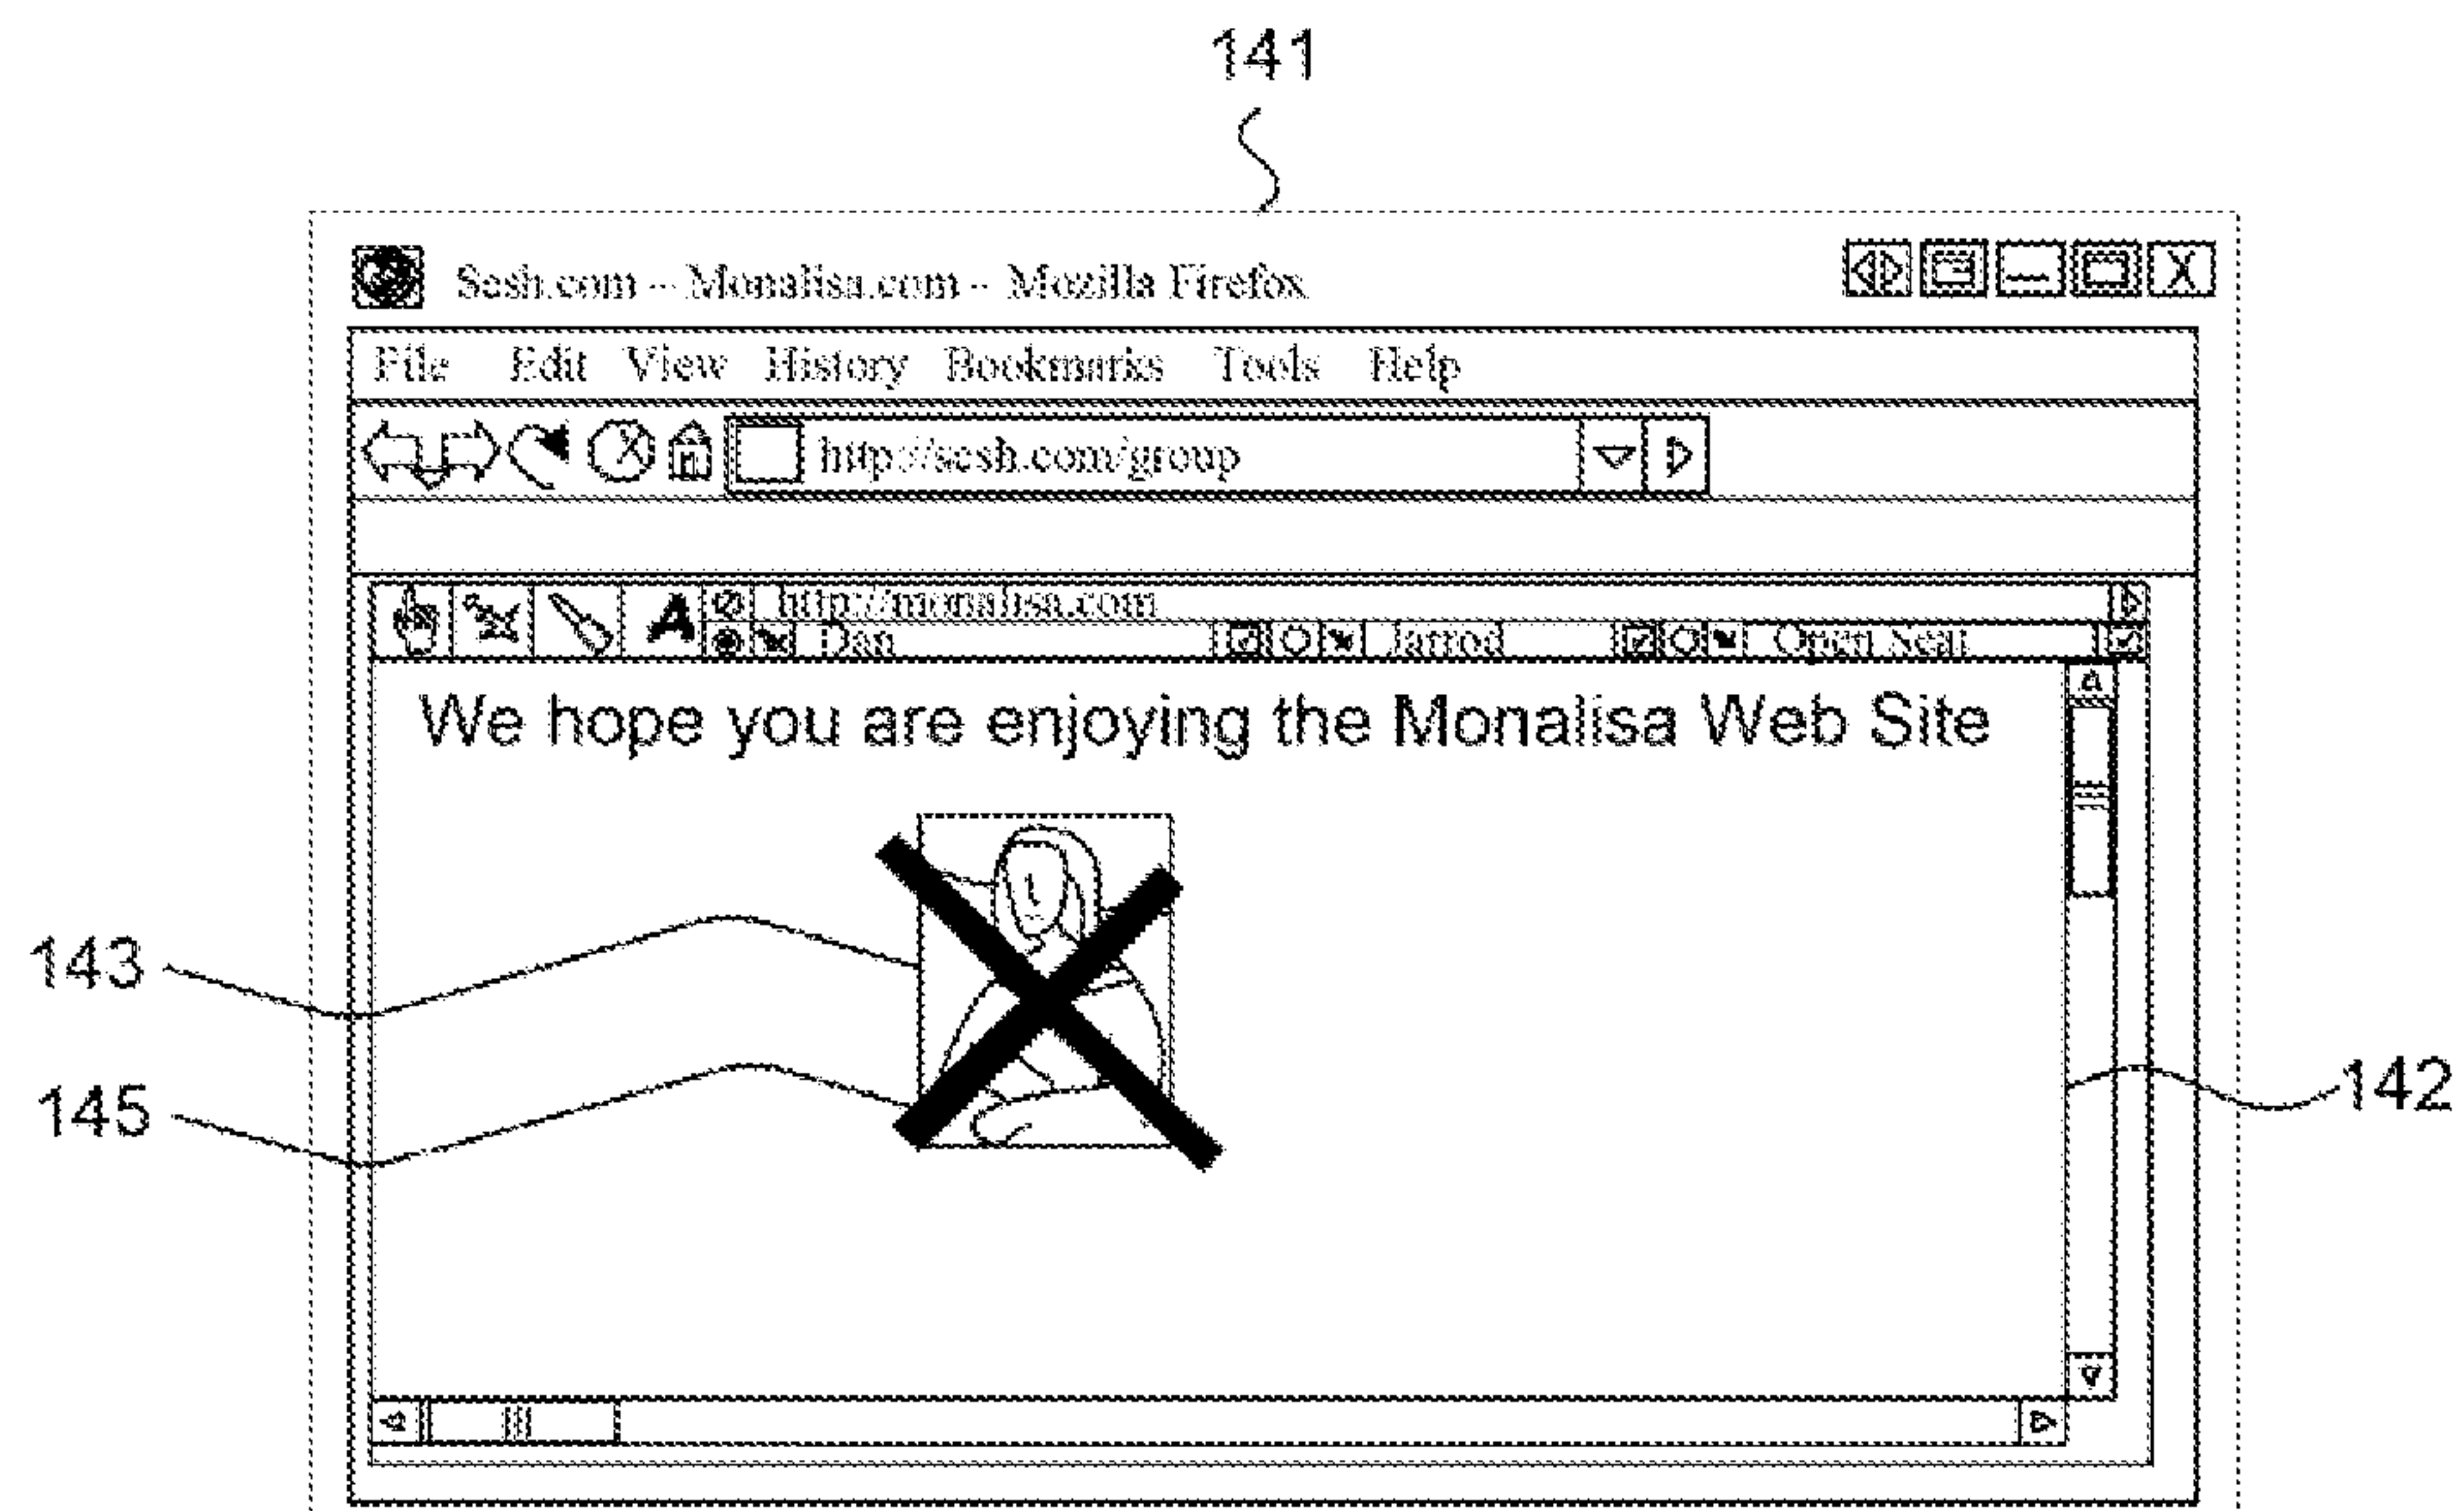 141
Sesh.com – Monalisa.com – Mozilla Firefox
File Edit View History Bookmarks Tools Help
http://sesh.com/group
http://monalisa.com
Dan Jarrod Open Seat
We hope you are enjoying the Monalisa Web Site
143
145
142